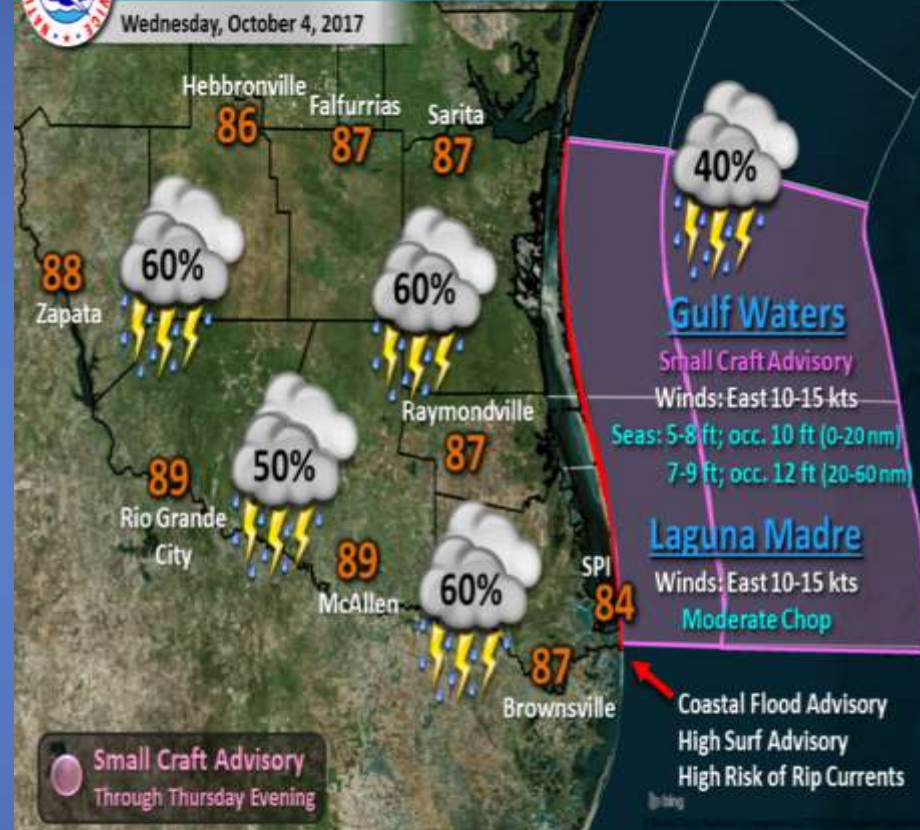 Wednesday, October 4, 2017
Hebbronville
86
Falfurrias
87
Sarita
87
40%
60%
88
Zapata
60%
Gulf Waters
Small Craft Advisory
Winds: East 10-15 kts
Seas: 5-8 ft; occ. 10 ft (0-20 nm)
7-9 ft; occ. 12 ft (20-60 nm)
Raymondville
87
50%
89
Rio Grande
City
Laguna Madre
Winds: East 10-15 kts
Moderate Chop
89
McAllen
60%
SPI
84
87
Brownsville
Coastal Flood Advisory
High Surf Advisory
High Risk of Rip Currents
Small Craft Advisory
Through Thursday Evening
bing